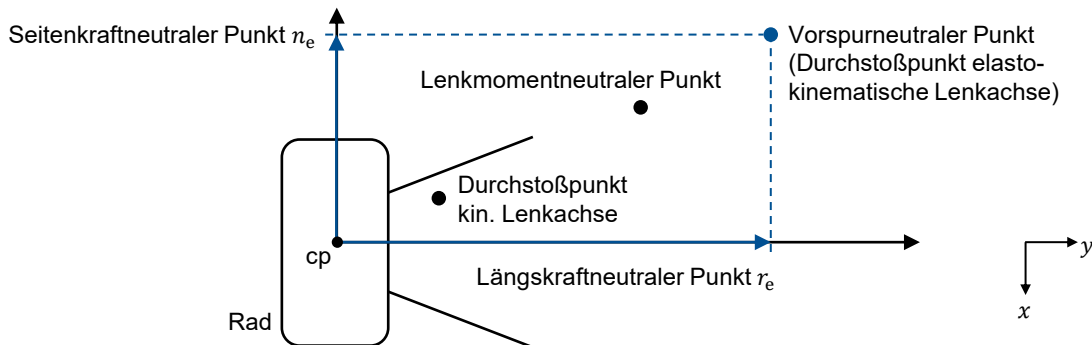 Seitenkraftneutraler Punkt nₑ
Vorspurneutraler Punkt
(Durchstoßpunkt elasto-
kinematische Lenkachse)
Lenkmomentneutraler Punkt
Durchstoßpunkt
kin. Lenkachse
cp
Längskraftneutraler Punkt rₑ
y
x
Rad